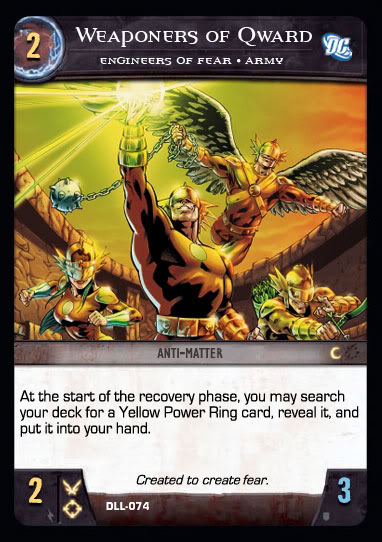 2
Weaponers of Qward
DC
Engineers of Fear • Army
ANTI-MATTER
C
At the start of the recovery phase, you may search
your deck for a Yellow Power Ring card, reveal it, and
put it into your hand.
Created to create fear.
2
DLL-074
3